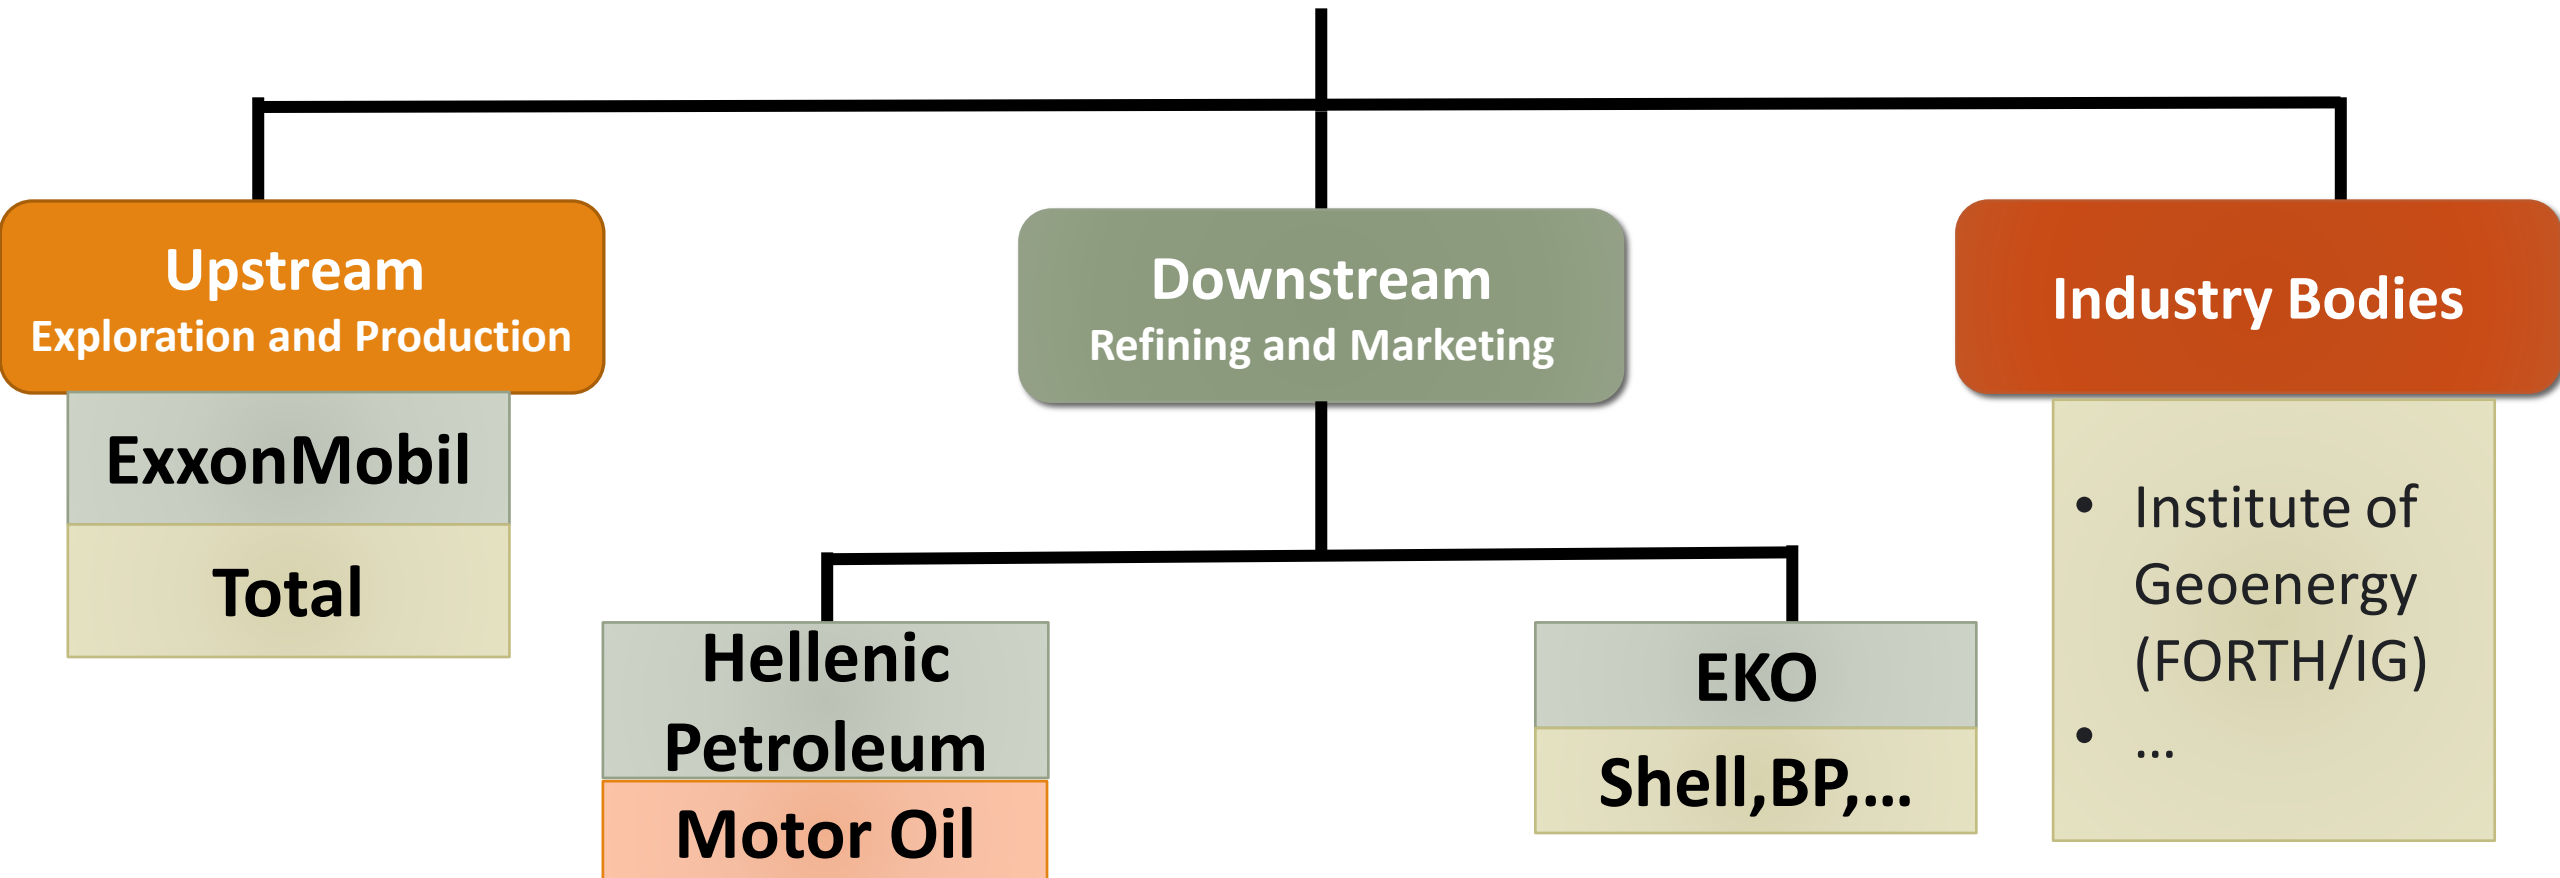 Upstream
Exploration and Production
ExxonMobil
Total
Downstream
Refining and Marketing
Hellenic
Petroleum
Motor Oil
EKO
Shell,BP,...
Industry Bodies
• Institute of
Geoenergy
(FORTH/IG)
• ...